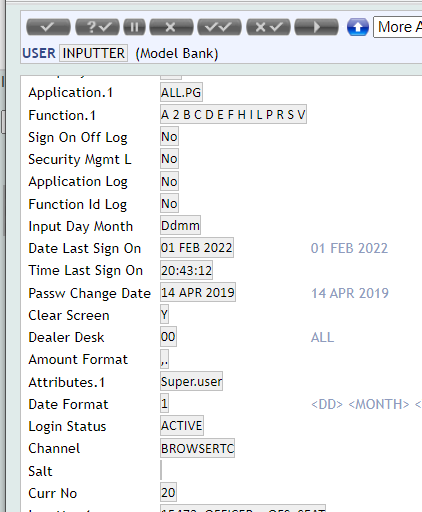 More A
USER INPUTTER (Model Bank)
Application.1 ALL.PG
Function.1 A 2 B C D E F H I L P R S V
Sign On Off Log No
Security Mgmt L No
Application Log No
Function Id Log No
Input Day Month Ddmm
Date Last Sign On 01 FEB 2022 01 FEB 2022
Time Last Sign On 20:43:12
Passw Change Date 14 APR 2019 14 APR 2019
Clear Screen Y
Dealer Desk 00 ALL
Amount Format ,.
Attributes.1 Super.user
Date Format 1 <DD> <MONTH> <
Login Status ACTIVE
Channel BROWSERTC
Salt
Curr No 20